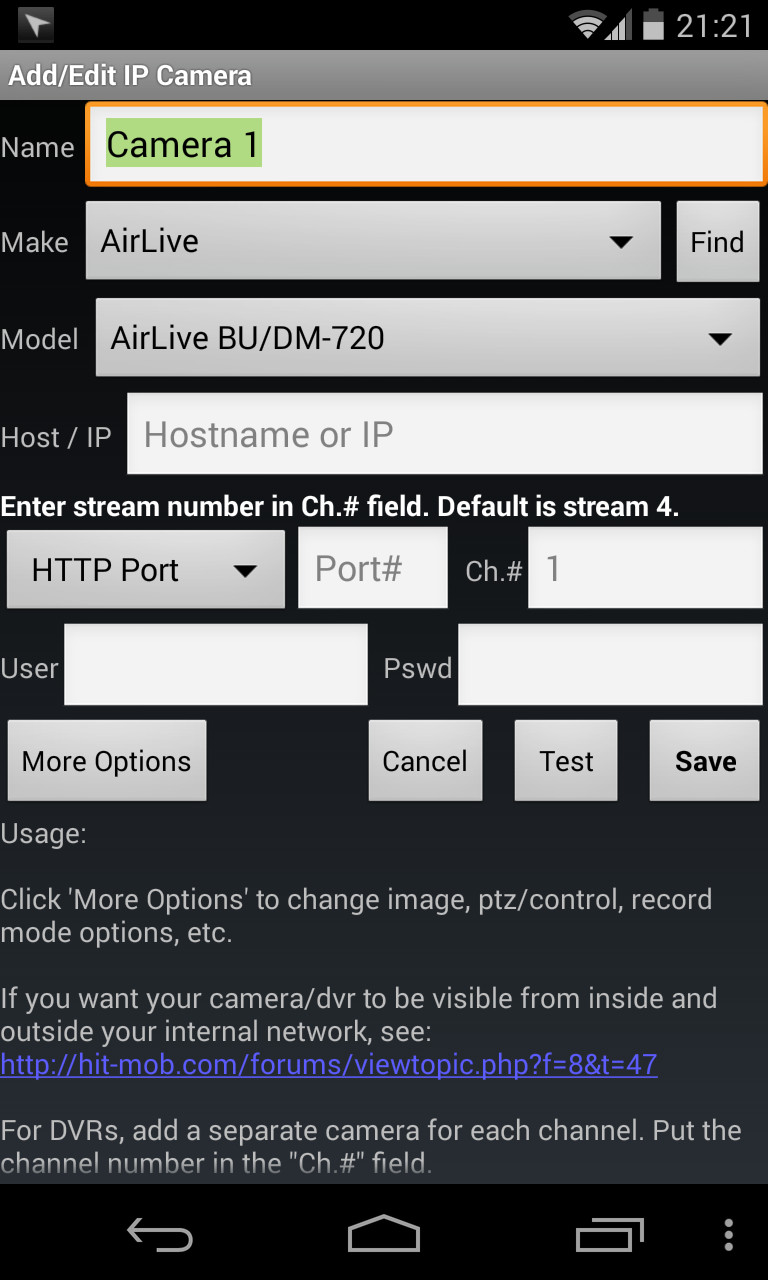 21:21
Add/Edit IP Camera
Name Camera 1
Make AirLive Find
Model AirLive BU/DM-720
Host / IP Hostname or IP
Enter stream number in Ch.# field. Default is stream 4.
HTTP Port Port# Ch.# 1
User Pswd
More Options Cancel Test Save
Usage:
Click 'More Options' to change image, ptz/control, record
mode options, etc.
If you want your camera/dvr to be visible from inside and
outside your internal network, see:
http://hit-mob.com/forums/viewtopic.php?f=8&t=47
For DVRs, add a separate camera for each channel. Put the
channel number in the "Ch.#" field.